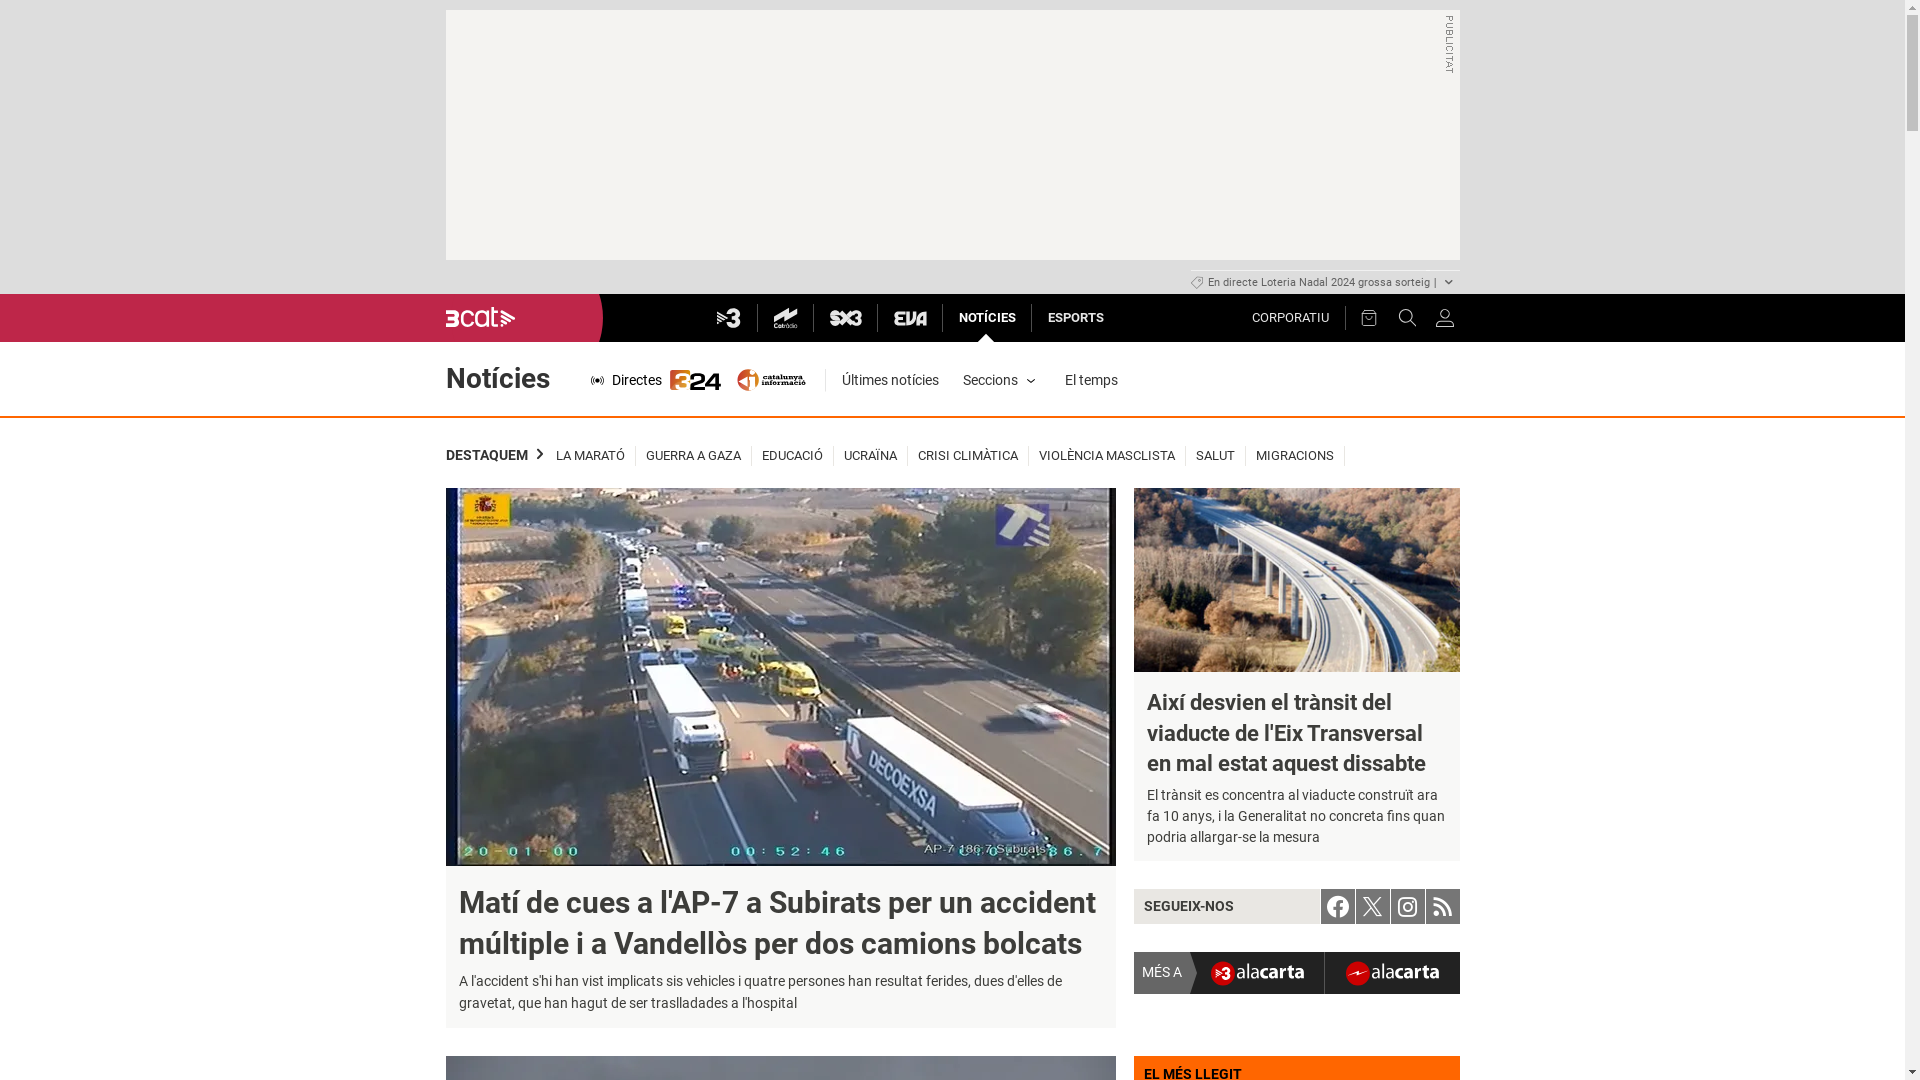 PUBLICITAT
En directe Loteria Nadal 2024 grossa sorteig |
3cat
3
Catràdio
SX3
EVA
NOTÍCIES
ESPORTS
CORPORATIU
Notícies
Directes
324
catalunya
informació
Últimes notícies
Seccions
El temps
DESTAQUEM
LA MARATÓ
GUERRA A GAZA
EDUCACIÓ
UCRAÏNA
CRISI CLIMÀTICA
VIOLÈNCIA MASCLISTA
SALUT
MIGRACIONS
DECOEXSA
20-01-00
00:52:46
AP-7 186.7 Subirats
Matí de cues a l'AP-7 a Subirats per un accident
múltiple i a Vandellòs per dos camions bolcats
A l'accident s'hi han vist implicats sis vehicles i quatre persones han resultat ferides, dues d'elles de
gravetat, que han hagut de ser traslladades a l'hospital
Així desvien el trànsit del
viaducte de l'Eix Transversal
en mal estat aquest dissabte
El trànsit es concentra al viaducte construït ara
fa 10 anys, i la Generalitat no concreta fins quan
podria allargar-se la mesura
SEGUEIX-NOS
MÉS A
3 alacarta
alacarta
EL MÉS LLEGIT